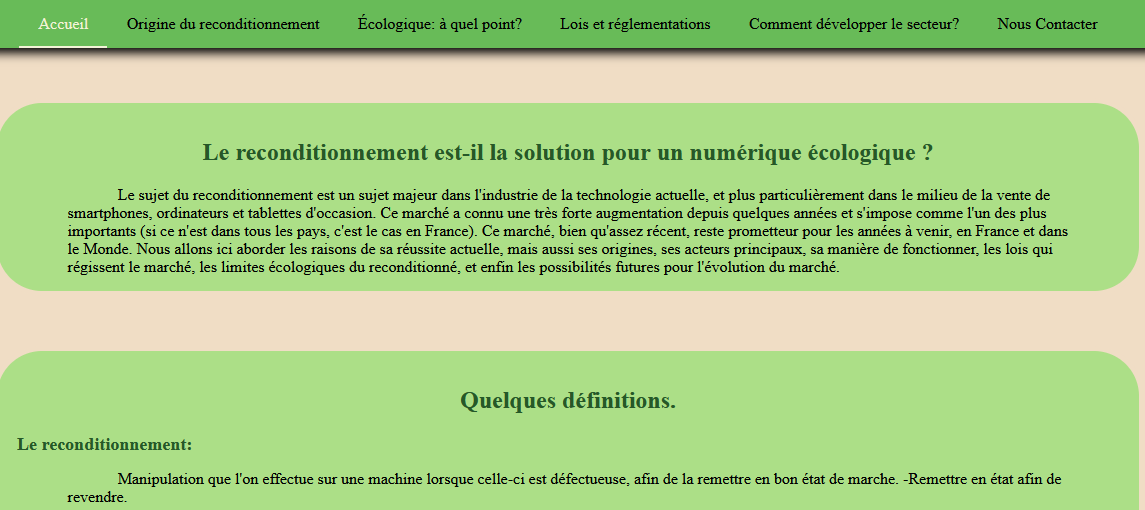 Accueil Origine du reconditionnement Écologique: à quel point? Lois et réglementations Comment développer le secteur? Nous Contacter
Le reconditionnement est-il la solution pour un numérique écologique ?
Le sujet du reconditionnement est un sujet majeur dans l'industrie de la technologie actuelle, et plus particulièrement dans le milieu de la vente de
smartphones, ordinateurs et tablettes d'occasion. Ce marché a connu une très forte augmentation depuis quelques années et s'impose comme l'un des plus
importants (si ce n'est dans tous les pays, c'est le cas en France). Ce marché, bien qu'assez récent, reste prometteur pour les années à venir, en France et dans
le Monde. Nous allons ici aborder les raisons de sa réussite actuelle, mais aussi ses origines, ses acteurs principaux, sa manière de fonctionner, les lois qui
régissent le marché, les limites écologiques du reconditionné, et enfin les possibilités futures pour l'évolution du marché.
Quelques définitions.
Le reconditionnement:
Manipulation que l'on effectue sur une machine lorsque celle-ci est défectueuse, afin de la remettre en bon état de marche. -Remettre en état afin de
revendre.